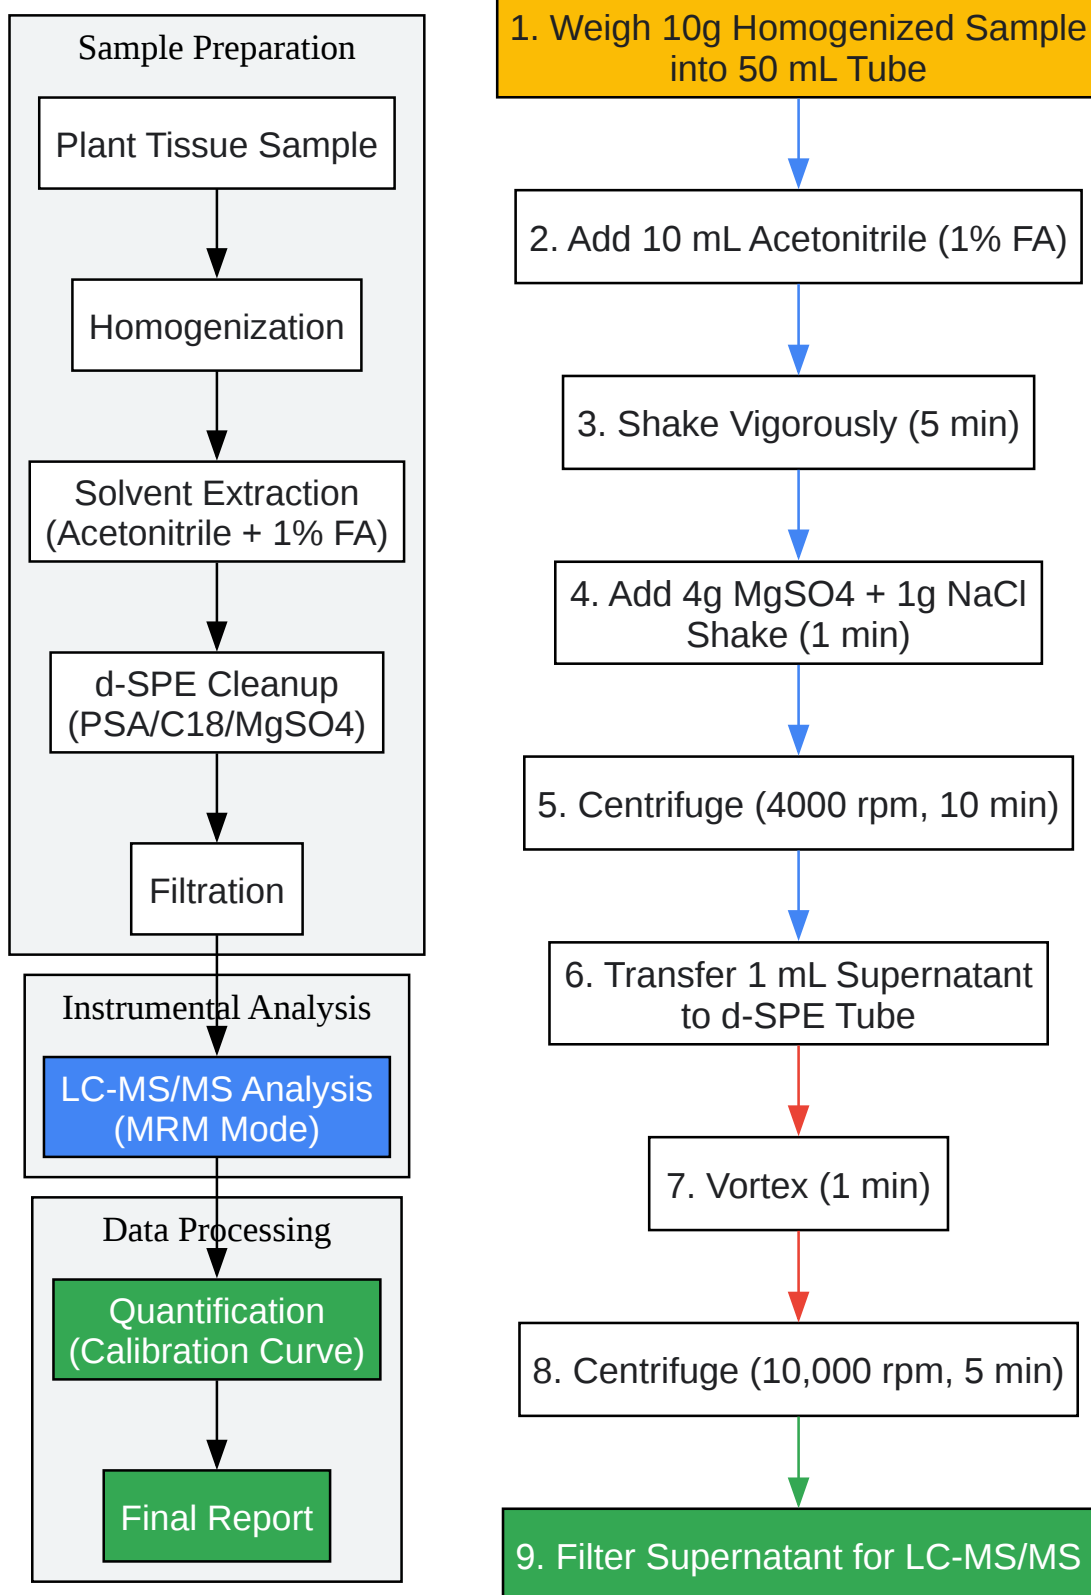 Sample Preparation
Plant Tissue Sample
Homogenization
Solvent Extraction
(Acetonitrile + 1% FA)
d-SPE Cleanup
(PSA/C18/MgSO4)
Filtration
Instrumental Analysis
LC-MS/MS Analysis
(MRM Mode)
Data Processing
Quantification
(Calibration Curve)
Final Report
1. Weigh 10g Homogenized Sample
into 50 mL Tube
2. Add 10 mL Acetonitrile (1% FA)
3. Shake Vigorously (5 min)
4. Add 4g MgSO4 + 1g NaCl
Shake (1 min)
5. Centrifuge (4000 rpm, 10 min)
6. Transfer 1 mL Supernatant
to d-SPE Tube
7. Vortex (1 min)
8. Centrifuge (10,000 rpm, 5 min)
9. Filter Supernatant for LC-MS/MS